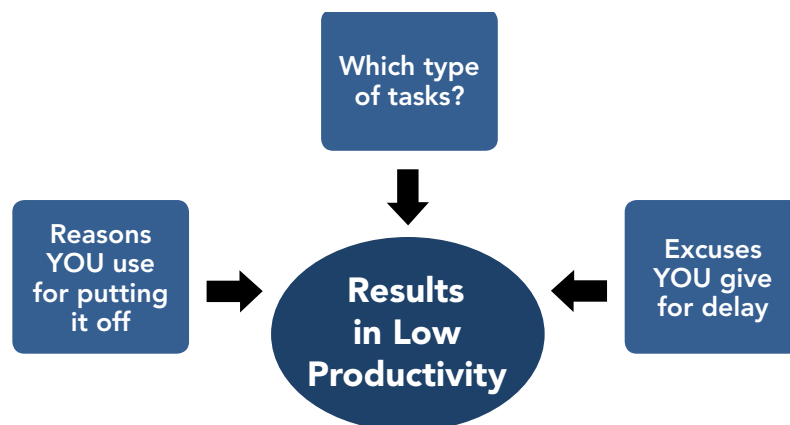 Which type
of tasks?
Reasons
YOU use
for putting
it off
Results
in Low
Productivity
Excuses
YOU give
for delay